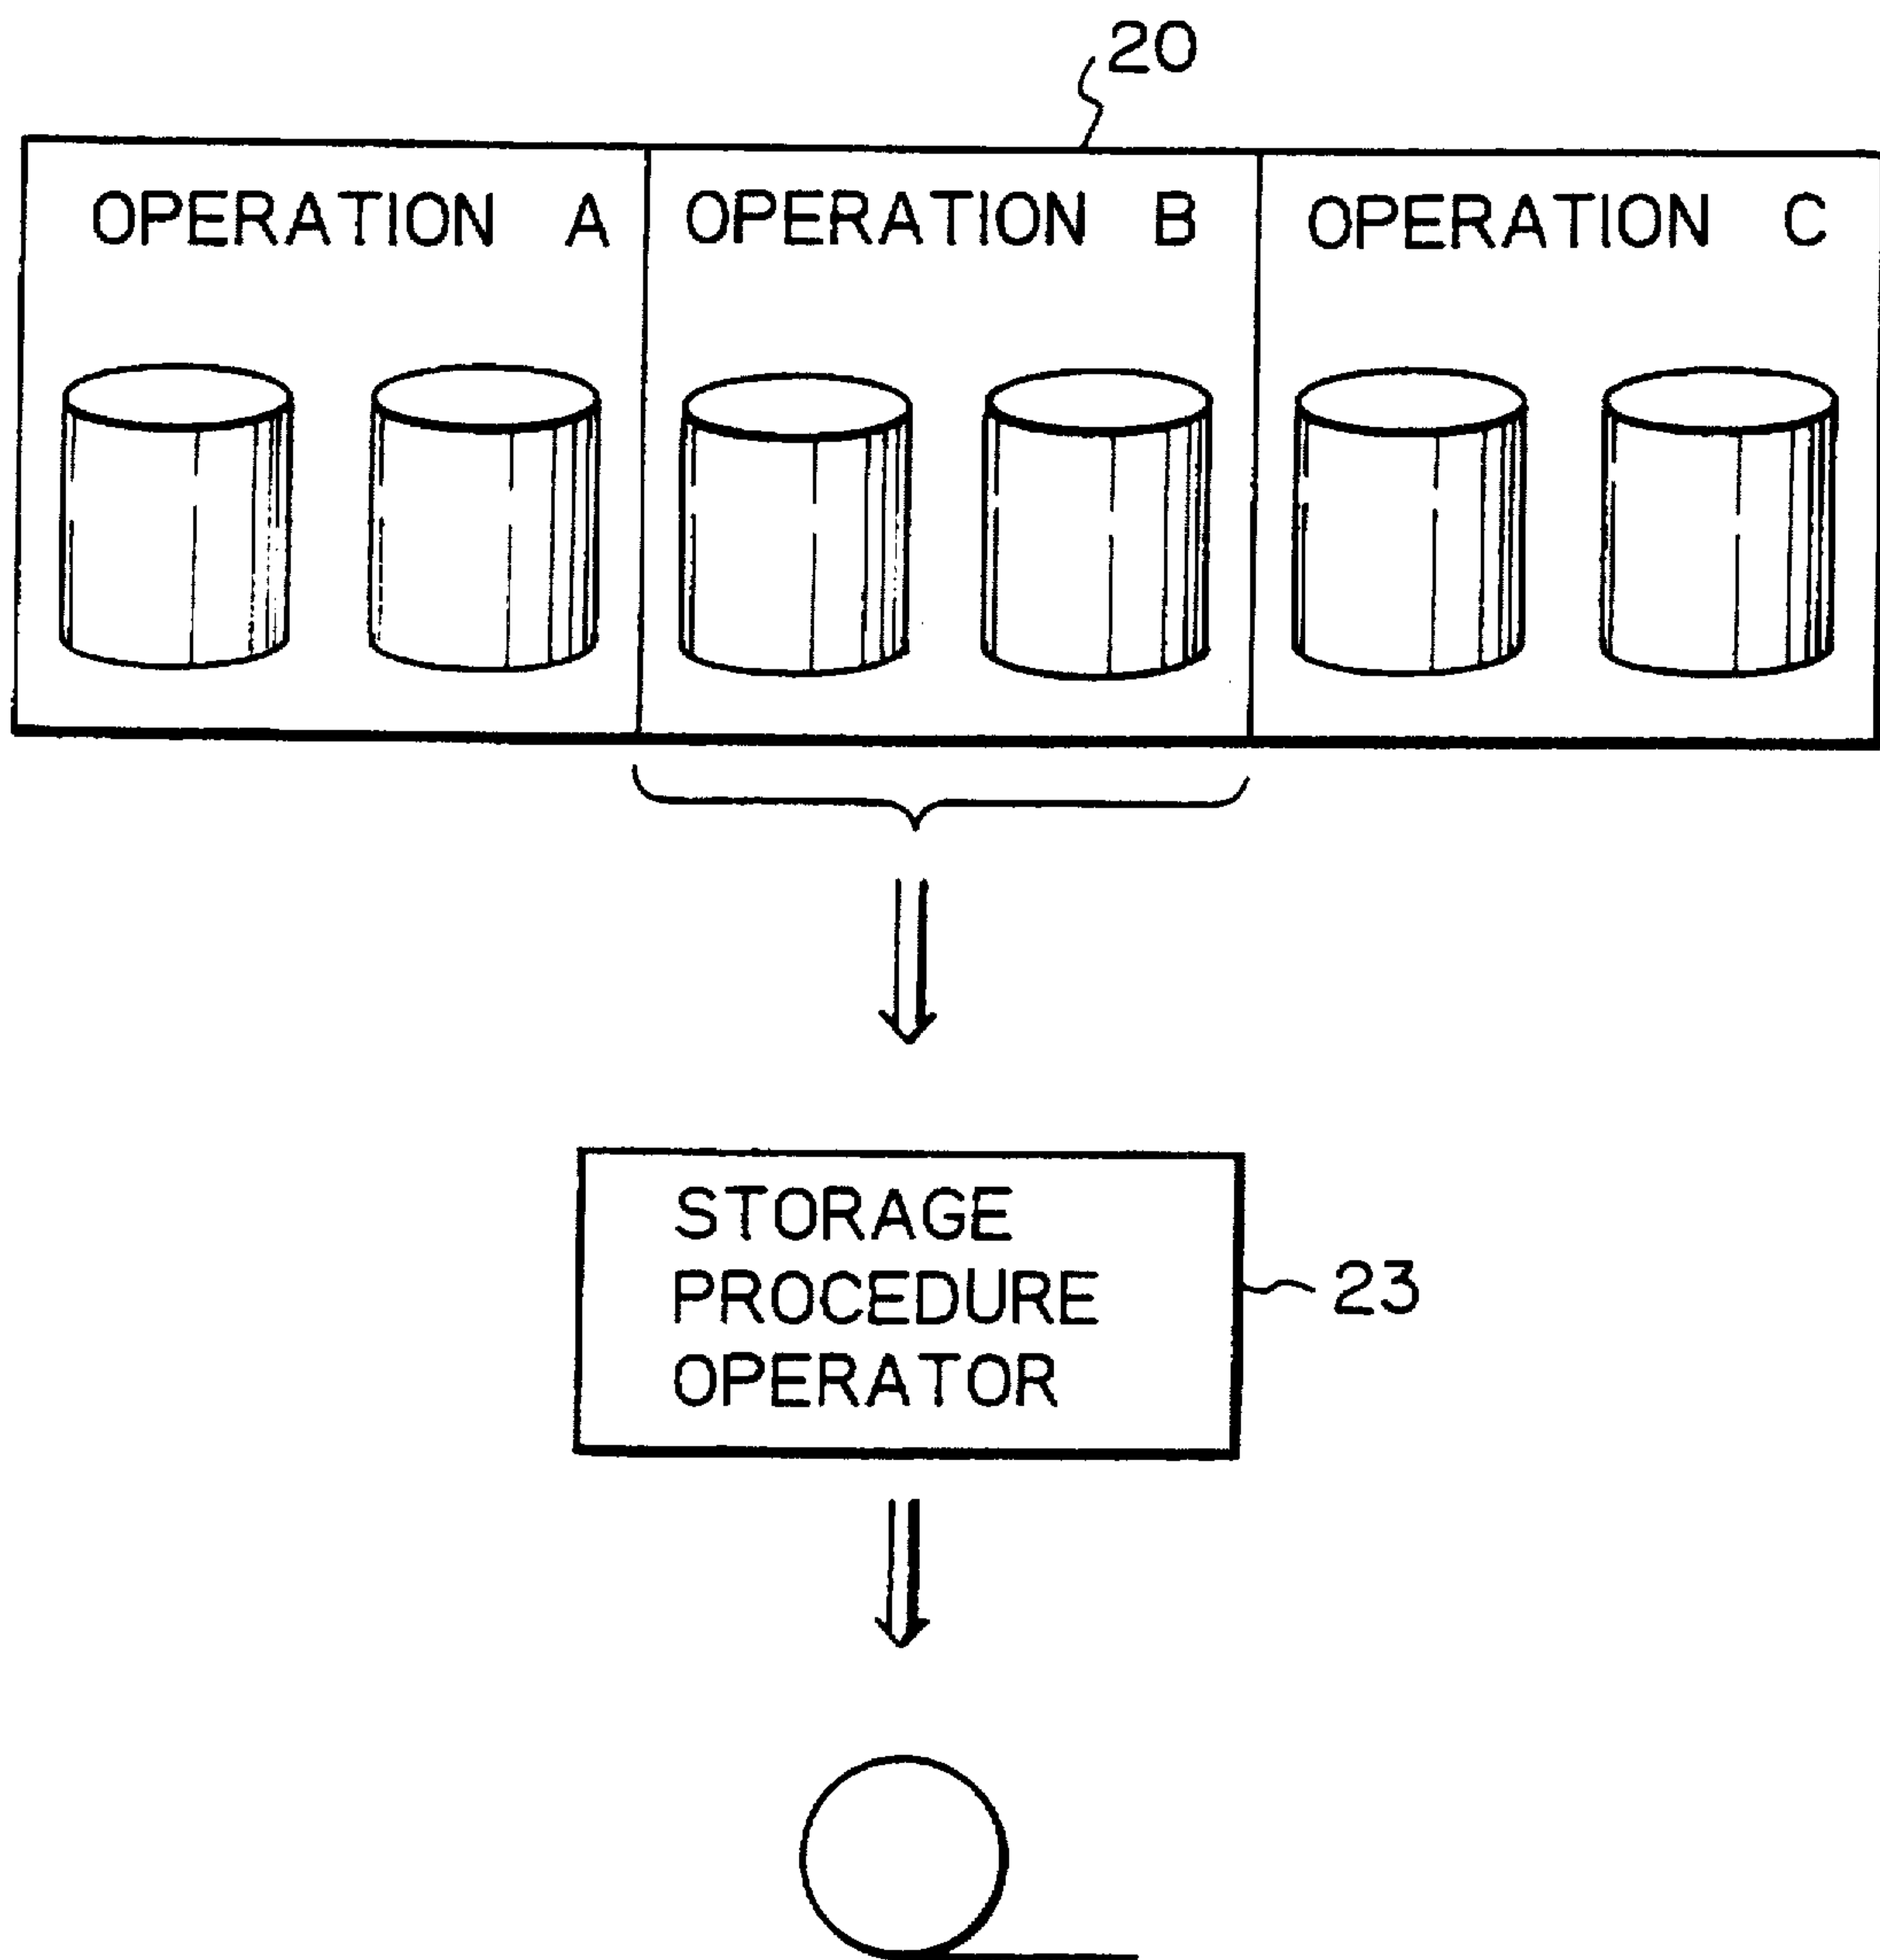 20
OPERATION A OPERATION B OPERATION C
STORAGE
PROCEDURE
OPERATOR
23